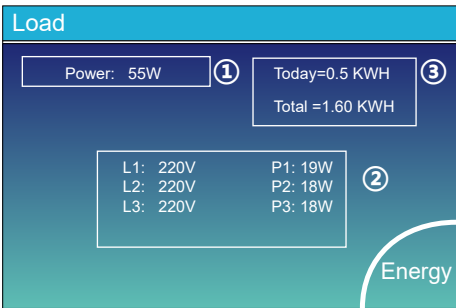 Load
Power: 55W ①
Today=0.5 KWH ③
Total =1.60 KWH
L1: 220V P1: 19W
L2: 220V P2: 18W ②
L3: 220V P3: 18W
Energy